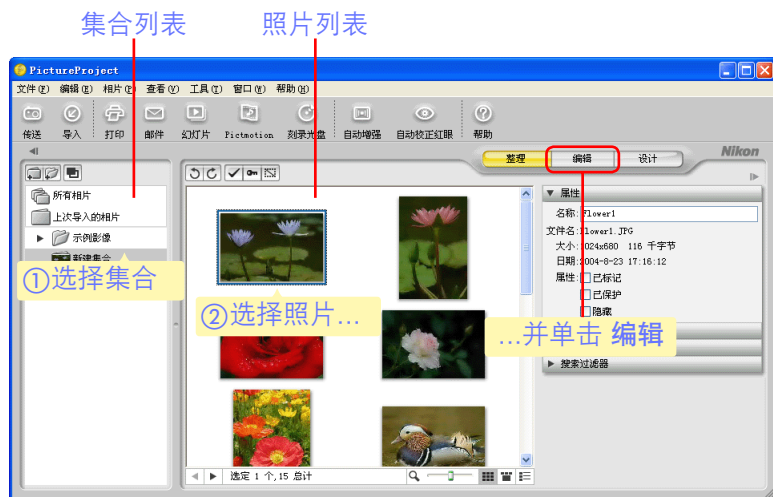 集合列表 照片列表
PictureProject
文件(F) 编辑(E) 相片(P) 查看(V) 工具(T) 窗口(W) 帮助(H)
传送 导入 打印 邮件 幻灯片 Pictmotion 刻录光盘 自动增强 自动校正红眼 帮助
整理 编辑 设计 Nikon
所有相片
上次导入的相片
示例影像
新建集合
①选择集合
②选择照片...
...并单击 编辑
属性
名称: Flower1
文件名: Flower1.JPG
大小: 1024x680 116 千字节
日期: 2004-8-23 17:16:12
属性: 已标记
已保护
隐藏
搜索过滤器
选定 1 个,15 总计